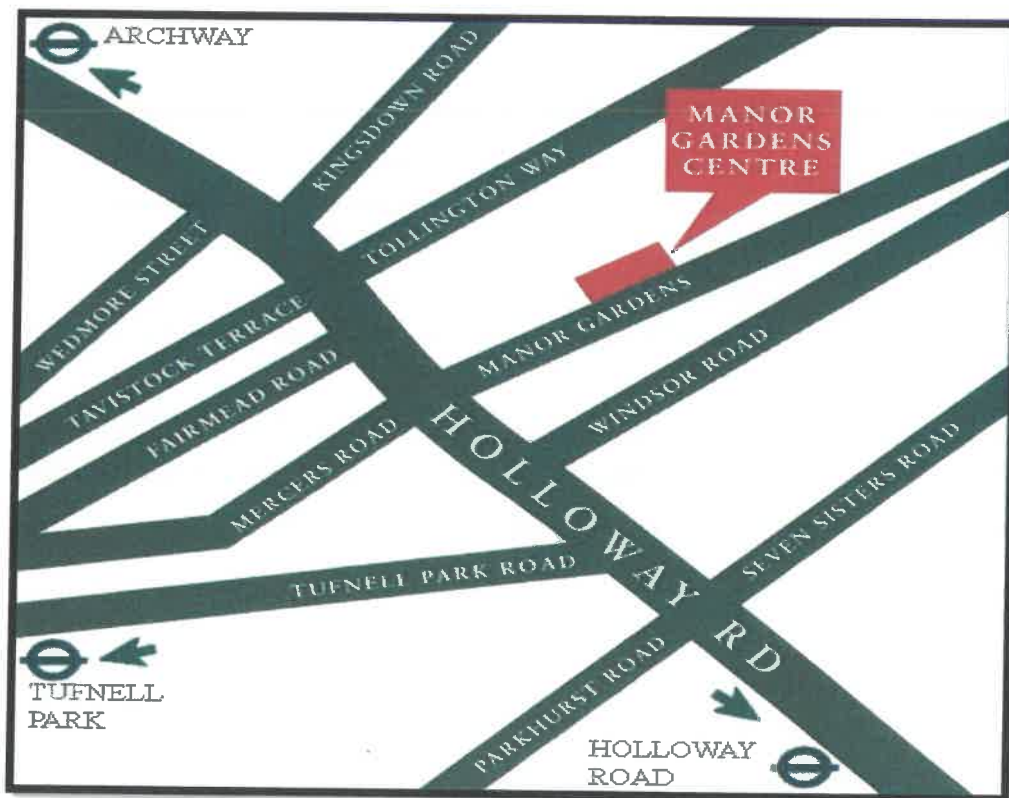 ARCHWAY
KINGSDOWN ROAD
MANOR
GARDENS
CENTRE
TOLLINGTON WAY
WEDMORE STREET
TAVISTOCK TERRACE
MANOR GARDENS
FAIRMEAD ROAD
WINDSOR ROAD
MERCERS ROAD
HOLLOWAY RD
SEVEN SISTERS ROAD
TUFNELL PARK ROAD
TUFNELL
PARK
PARKHURST ROAD
HOLLOWAY
ROAD